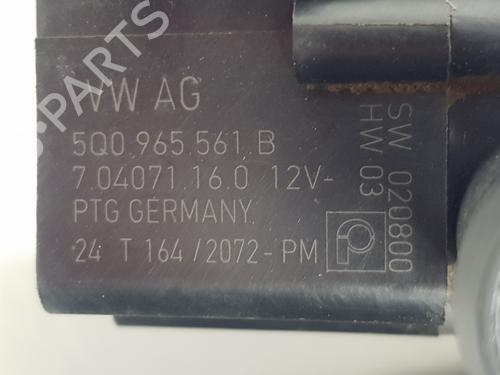 VW AG
5Q0.965 561.B
7.04071.16.0 12V-
PTG GERMANY
24 T 164/2072-PM
SW 020800
HW 03
B-PARTS